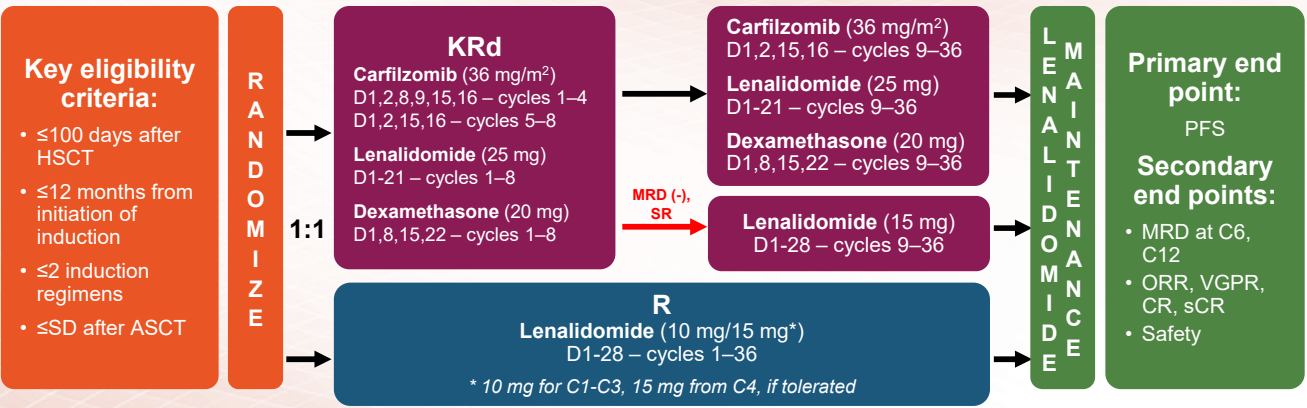 Key eligibility
criteria:
• ≤100 days after
HSCT
• ≤12 months from
initiation of
induction
• ≤2 induction
regimens
• ≤SD after ASCT
RANDOMIZE
1:1
KRd
Carfilzomib (36 mg/m²)
D1,2,8,9,15,16 – cycles 1–4
D1,2,15,16 – cycles 5–8
Lenalidomide (25 mg)
D1-21 – cycles 1–8
Dexamethasone (20 mg)
D1,8,15,22 – cycles 1–8
Carfilzomib (36 mg/m²)
D1,2,15,16 – cycles 9–36
Lenalidomide (25 mg)
D1-21 – cycles 9–36
Dexamethasone (20 mg)
D1,8,15,22 – cycles 9–36
MRD (-),
SR
Lenalidomide (15 mg)
D1-28 – cycles 9–36
R
Lenalidomide (10 mg/15 mg*)
D1-28 – cycles 1–36
* 10 mg for C1-C3, 15 mg from C4, if tolerated
LENALIDOMIDE
MAINTENANCE
Primary end
point:
PFS
Secondary
end points:
• MRD at C6,
C12
• ORR, VGPR,
CR, sCR
• Safety